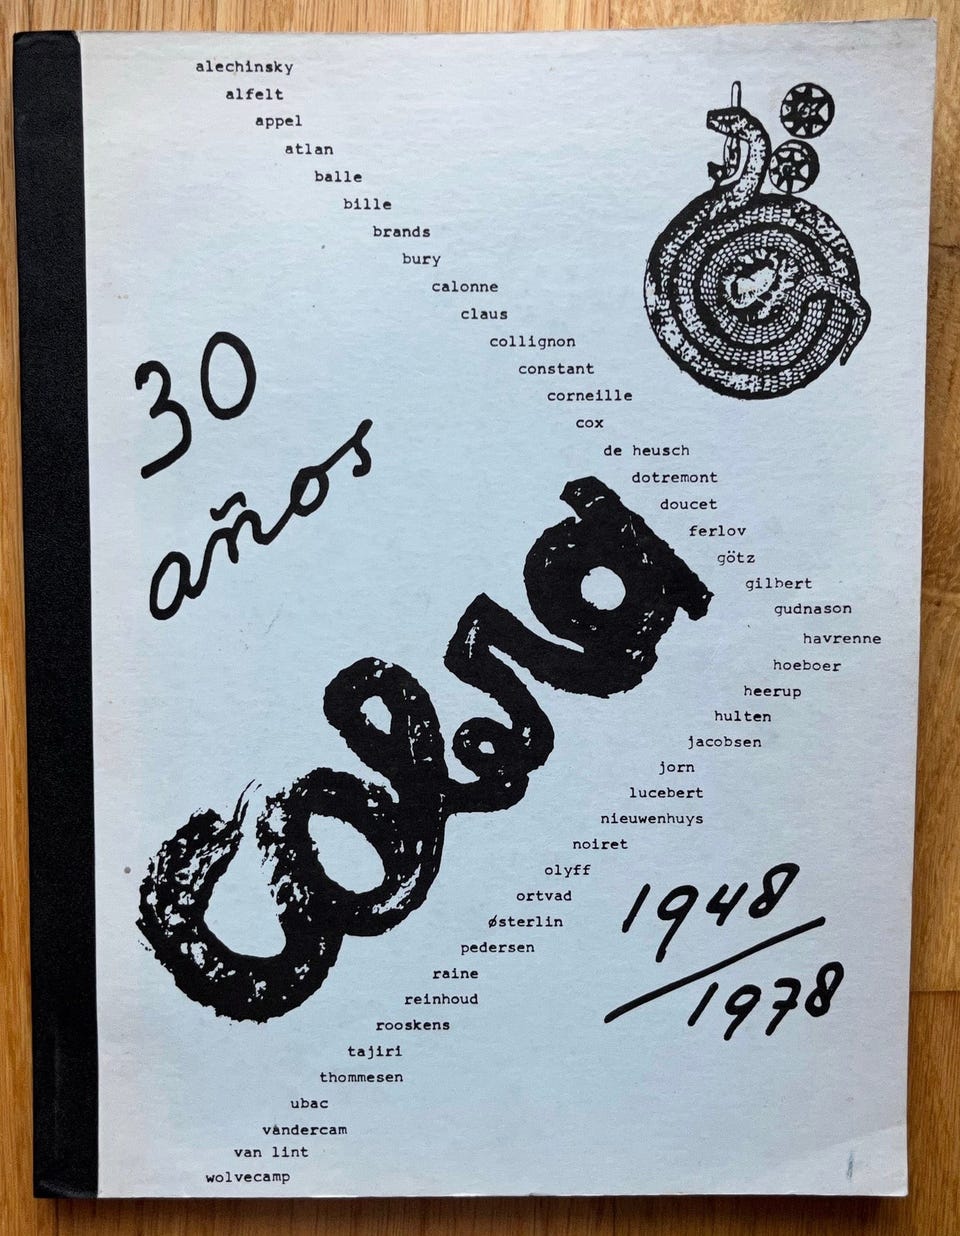 alechinsky
alfelt
appel
atlan
balle
bille
brands
bury
calonne
claus
collignon
constant
corneille
cox
de heusch
dotremont
doucet
ferlov
götz
gilbert
gudnason
havrenne
hoeboer
heerup
hulten
jacobsen
jorn
lucebert
nieuwenhuys
noiret
olyff
ortvad
østerlin
pedersen
raine
reinhoud
rooskens
tajiri
thommesen
ubac
vandercam
van lint
wolvecamp
30
años
cobra
1948
/
1978